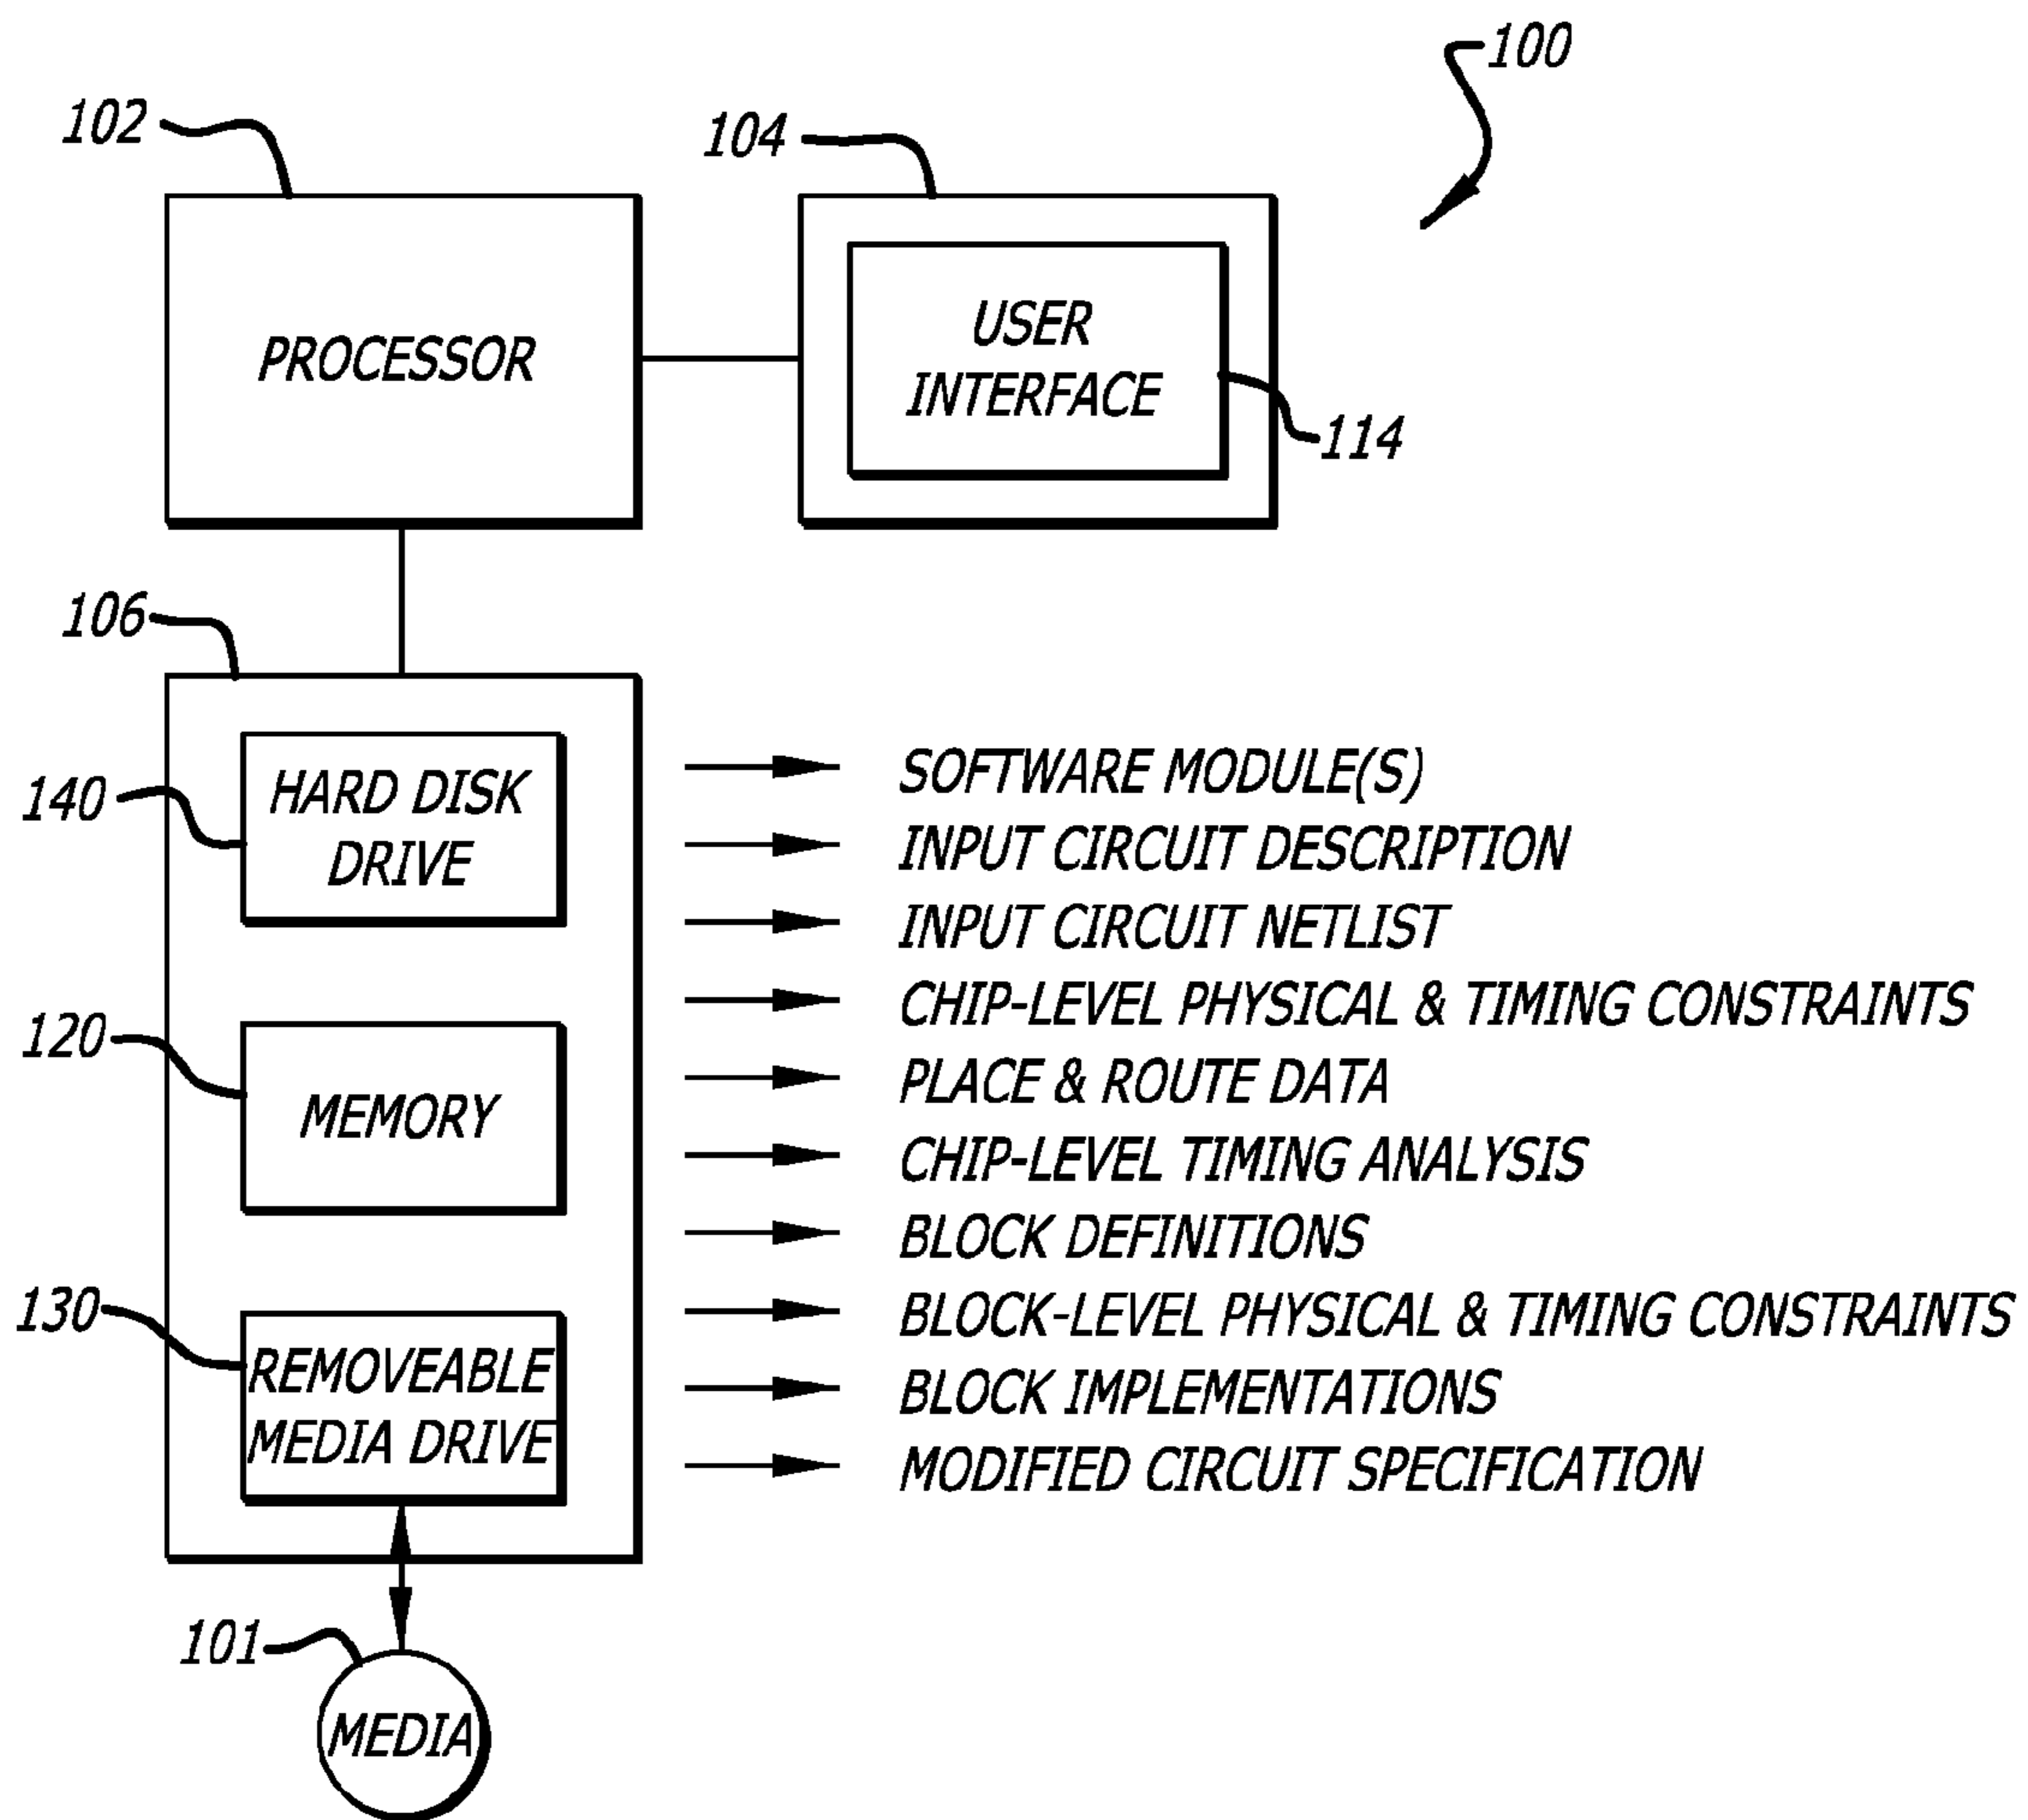 100
102
104
PROCESSOR
USER
INTERFACE
114
106
140
HARD DISK
DRIVE
120
MEMORY
130
REMOVEABLE
MEDIA DRIVE
101
MEDIA
SOFTWARE MODULE(S)
INPUT CIRCUIT DESCRIPTION
INPUT CIRCUIT NETLIST
CHIP-LEVEL PHYSICAL & TIMING CONSTRAINTS
PLACE & ROUTE DATA
CHIP-LEVEL TIMING ANALYSIS
BLOCK DEFINITIONS
BLOCK-LEVEL PHYSICAL & TIMING CONSTRAINTS
BLOCK IMPLEMENTATIONS
MODIFIED CIRCUIT SPECIFICATION